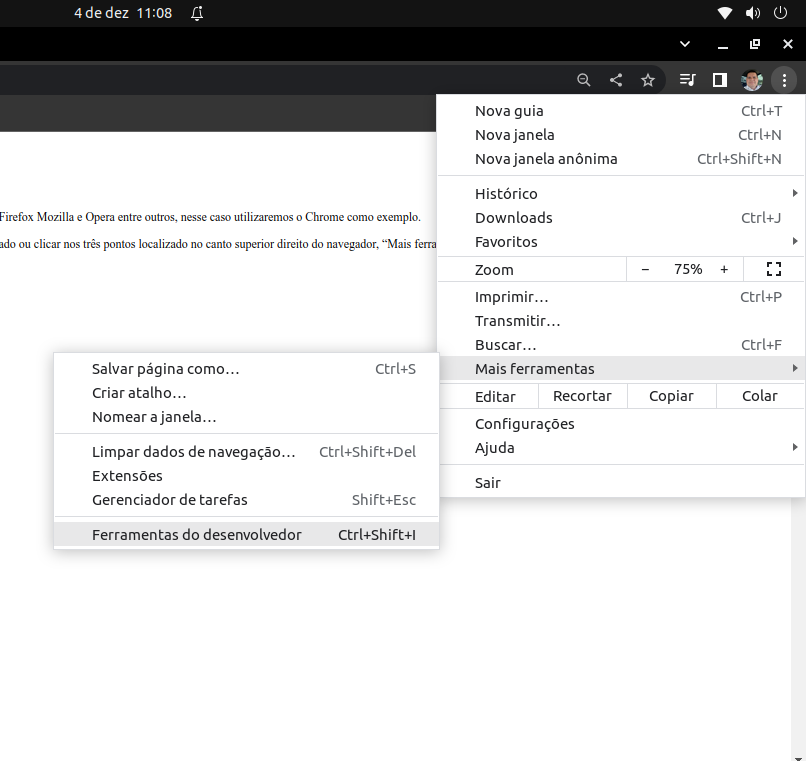 4 de dez 11:08
Nova guia Ctrl+T
Nova janela Ctrl+N
Nova janela anônima Ctrl+Shift+N
Histórico
Downloads Ctrl+J
Favoritos
Zoom − 75% +
Imprimir… Ctrl+P
Transmitir…
Buscar… Ctrl+F
Mais ferramentas
Editar Recortar Copiar Colar
Configurações
Ajuda
Sair
Firefox Mozilla e Opera entre outros, nesse caso utilizaremos o Chrome como exemplo.
ado ou clicar nos três pontos localizado no canto superior direito do navegador, “Mais ferra
Salvar página como… Ctrl+S
Criar atalho…
Nomear a janela…
Limpar dados de navegação… Ctrl+Shift+Del
Extensões
Gerenciador de tarefas Shift+Esc
Ferramentas do desenvolvedor Ctrl+Shift+I